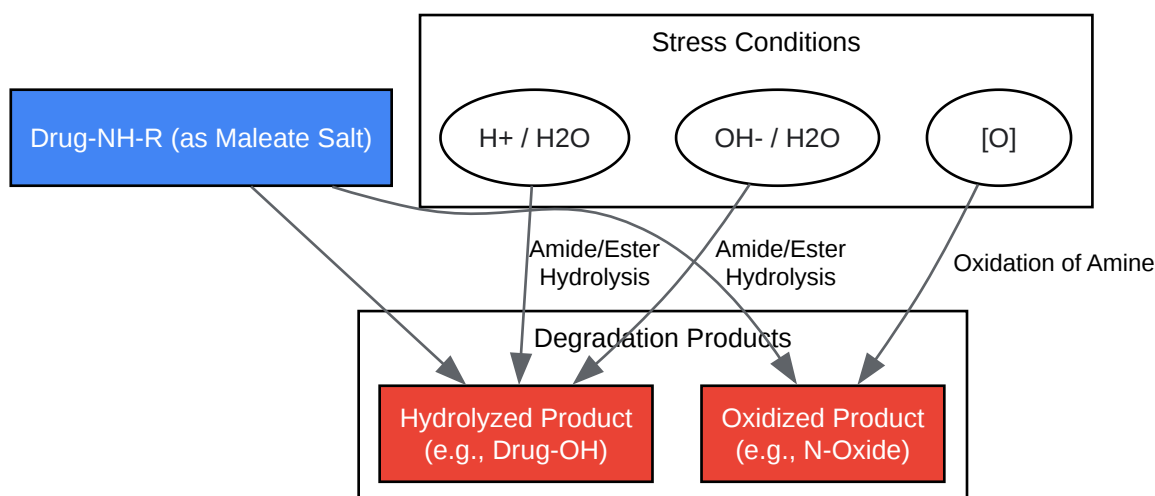 Stress Conditions
Drug-NH-R (as Maleate Salt)
H+ / H2O
OH- / H2O
[O]
Amide/Ester
Hydrolysis
Amide/Ester
Hydrolysis
Oxidation of Amine
Degradation Products
Hydrolyzed Product
(e.g., Drug-OH)
Oxidized Product
(e.g., N-Oxide)